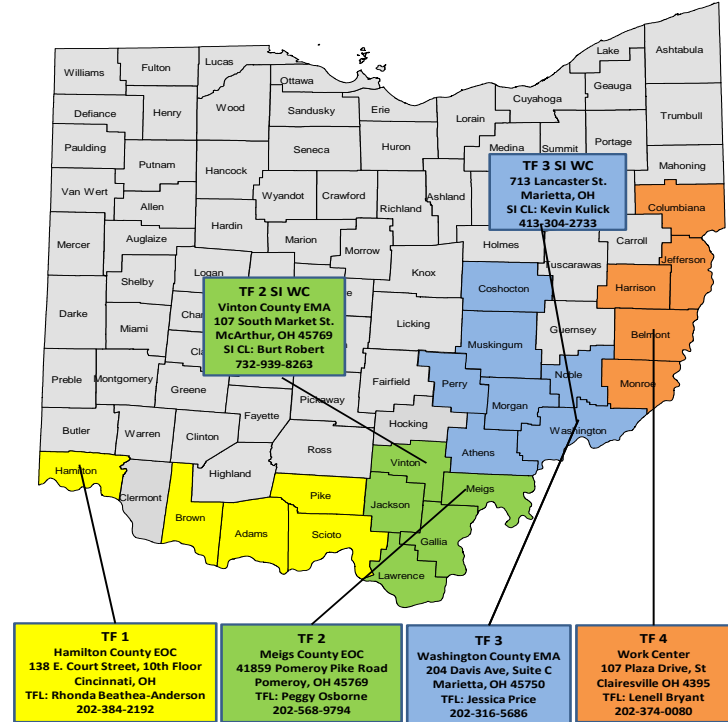 Lake
Ashtabula
Lucas
Fulton
Williams
Ottawa
Geauga
Cuyahoga
Wood
Sandusky
Erie
Defiance
Henry
Lorain
Trumbull
Portage
Medina
Summit
Huron
Paulding
Seneca
Putnam
Mahoning
Hancock
Van Wert
Wyandot
Crawford
Richland
Ashland
Allen
Columbiana
TF 3 SI WC
713 Lancaster St.
Marietta, OH
SI CL: Kevin Kulick
413-304-2733
Hardin
Auglaize
Mercer
Marion
Morrow
Holmes
Carroll
Tuscarawas
Jefferson
Knox
Logan
Shelby
Coshocton
Harrison
TF 2 SI WC
Vinton County EMA
107 South Market St.
McArthur, OH 45769
SI CL: Burt Robert
732-939-8263
Darke
Miami
Licking
Guernsey
Belmont
Muskingum
Preble
Montgomery
Greene
Fairfield
Perry
Noble
Monroe
Pickaway
Morgan
Fayette
Hocking
Butler
Warren
Clinton
Ross
Athens
Washington
Highland
Vinton
Hamilton
Clermont
Pike
Meigs
Jackson
Brown
Adams
Scioto
Gallia
Lawrence
TF 1
Hamilton County EOC
138 E. Court Street, 10th Floor
Cincinnati, OH
TFL: Rhonda Beathea-Anderson
202-384-2192
TF 2
Meigs County EOC
41859 Pomeroy Pike Road
Pomeroy, OH 45769
TFL: Peggy Osborne
202-568-9794
TF 3
Washington County EMA
204 Davis Ave, Suite C
Marietta, OH 45750
TFL: Jessica Price
202-316-5686
TF 4
Work Center
107 Plaza Drive, St
Clairesville OH 4395
TFL: Lenell Bryant
202-374-0080